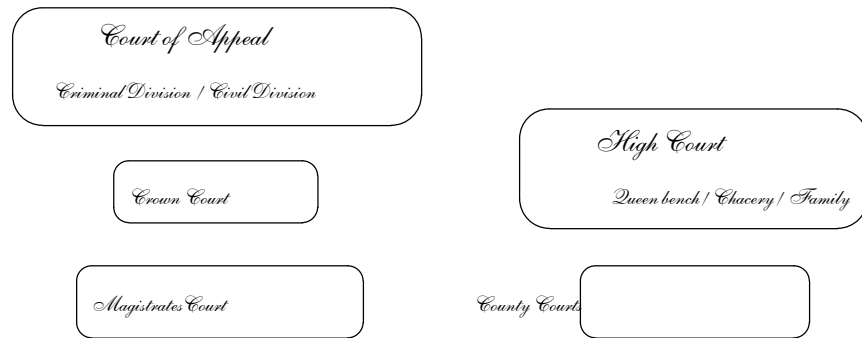 Court of Appeal
Criminal Division / Civil Division
High Court
Queen bench / Chacery / Family
Crown Court
Magistrates Court
County Courts